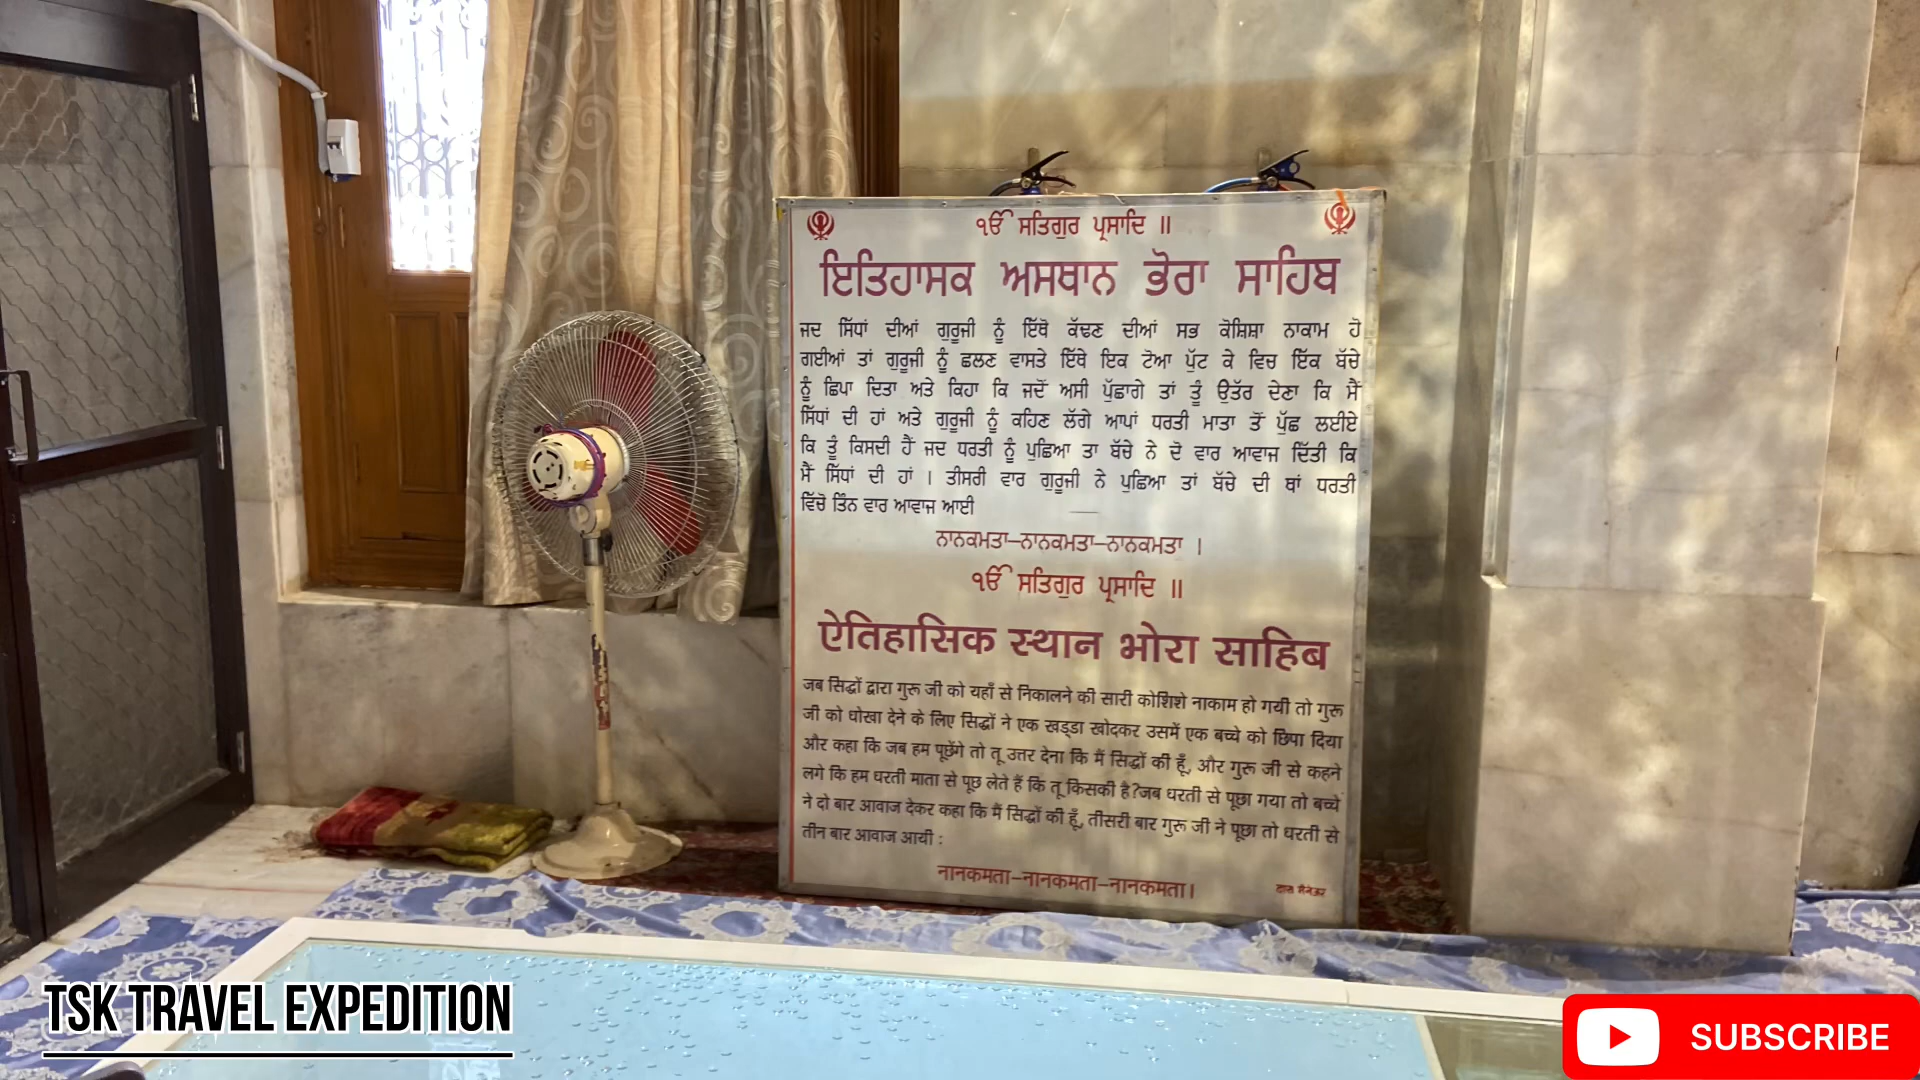 ੴ ਸਤਿਗੁਰ ਪ੍ਰਸਾਦਿ ॥
ਇਤਿਹਾਸਕ ਅਸਥਾਨ ਭੋਰਾ ਸਾਹਿਬ
ਜਦ ਸਿੱਧਾਂ ਦੀਆਂ ਗੁਰੂਜੀ ਨੂੰ ਇੱਥੋ ਕੱਢਣ ਦੀਆਂ ਸਭ ਕੋਸ਼ਿਸ਼ਾ ਨਾਕਾਮ ਹੋ
ਗਈਆਂ ਤਾਂ ਗੁਰੂਜੀ ਨੂੰ ਛਲਣ ਵਾਸਤੇ ਇੱਥੇ ਇਕ ਟੋਆ ਪੁੱਟ ਕੇ ਵਿਚ ਇੱਕ ਬੱਚੇ
ਨੂੰ ਛਿਪਾ ਦਿਤਾ ਅਤੇ ਕਿਹਾ ਕਿ ਜਦੋਂ ਅਸੀ ਪੁੱਛਾਗੇ ਤਾਂ ਤੂੰ ਉਤੱਰ ਦੇਣਾ ਕਿ ਮੈਂ
ਸਿੱਧਾਂ ਦੀ ਹਾਂ ਅਤੇ ਗੁਰੂਜੀ ਨੂੰ ਕਹਿਣ ਲੱਗੇ ਆਪਾਂ ਧਰਤੀ ਮਾਤਾ ਤੋਂ ਪੁੱਛ ਲਈਏ
ਕਿ ਤੂੰ ਕਿਸਦੀ ਹੈਂ ਜਦ ਧਰਤੀ ਨੂੰ ਪੁਛਿਆ ਤਾ ਬੱਚੇ ਨੇ ਦੋ ਵਾਰ ਆਵਾਜ ਦਿੱਤੀ ਕਿ
ਮੈਂ ਸਿੱਧਾਂ ਦੀ ਹਾਂ । ਤੀਸਰੀ ਵਾਰ ਗੁਰੂਜੀ ਨੇ ਪੁਛਿਆ ਤਾਂ ਬੱਚੇ ਦੀ ਥਾਂ ਧਰਤੀ
ਵਿੱਚੋ ਤਿੰਨ ਵਾਰ ਆਵਾਜ ਆਈ
ਨਾਨਕਮਤਾ–ਨਾਨਕਮਤਾ–ਨਾਨਕਮਤਾ ।
ੴ ਸਤਿਗੁਰ ਪ੍ਰਸਾਦਿ ॥
ऐतिहासिक स्थान भोरा साहिब
जब सिद्धों द्वारा गुरू जी को यहाँ से निकालने की सारी कोशिशे नाकाम हो गयी तो गुरू
जी को धोखा देने के लिए सिद्धों ने एक खड्डा खोदकर उसमें एक बच्चे को छिपा दिया
और कहा कि जब हम पूछेंगे तो तू उत्तर देना कि मैं सिद्धों की हूँ, और गुरू जी से कहने
लगे कि हम धरती माता से पूछ लेते हैं कि तू किसकी है?जब धरती से पूछा गया तो बच्चे
ने दो बार आवाज देकर कहा कि मैं सिद्धों की हूँ, तीसरी बार गुरू जी ने पूछा तो धरती से
तीन बार आवाज आयी :
नानकमता–नानकमता–नानकमता।
TSK TRAVEL EXPEDITION
SUBSCRIBE